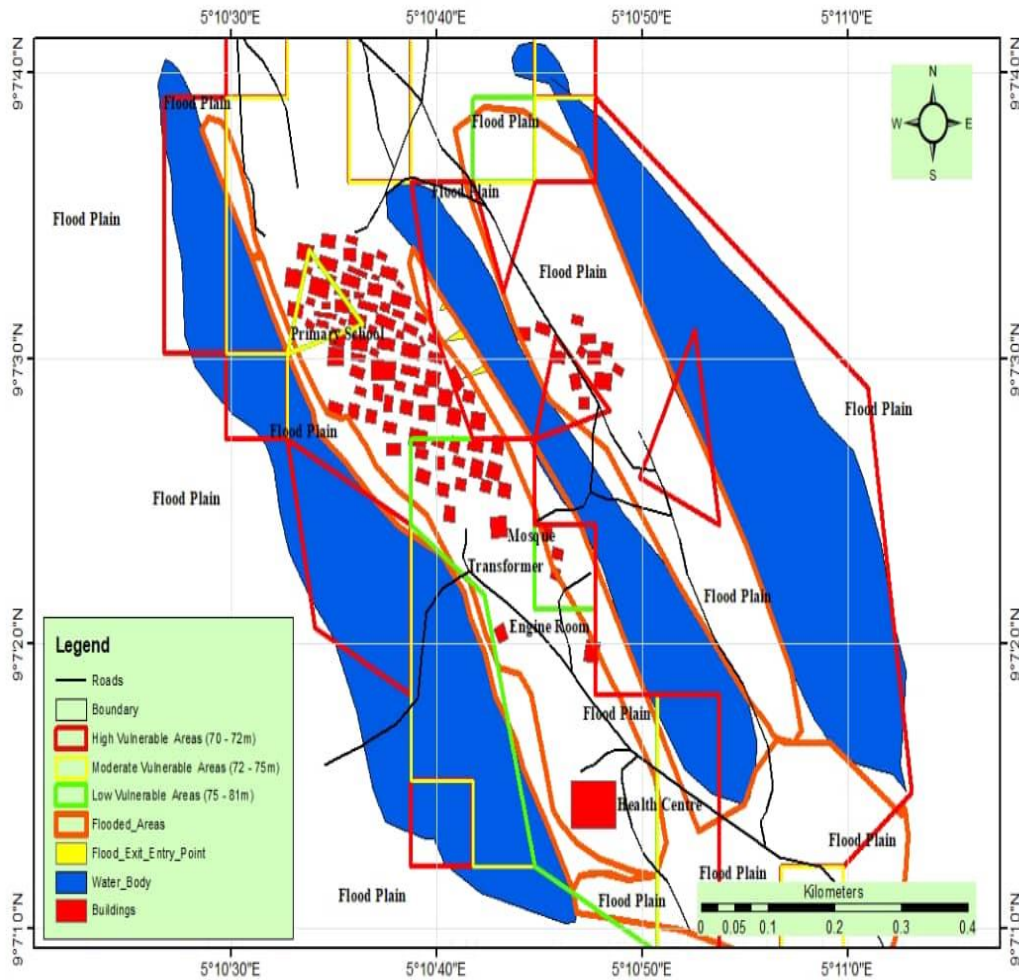 5°10'30"E
5°10'40"E
5°10'50"E
5°11'0"E
9°7'40"N
9°7'40"N
N
W
E
S
Flood Plain
Flood Plain
Flood Plain
Flood Plain
Flood Plain
Primary School
9°7'30"N
9°7'30"N
Flood Plain
Flood Plain
Flood Plain
Mosque
Transformer
Flood Plain
Engine Room
9°7'20"N
9°7'20"N
Flood Plain
Health Centre
Flood Plain
Flood Plain
Flood Plain
Flood Plain
Legend
Roads
Boundary
High Vulnerable Areas (70 - 72m)
Moderate Vulnerable Areas (72 - 75m)
Low Vulnerable Areas (75 - 81m)
Flooded_Areas
Flood_Exit_Entry_Point
Water_Body
Buildings
Kilometers
0 0.05 0.1 0.2 0.3 0.4
9°7'10"N
9°7'10"N
5°10'30"E
5°10'40"E
5°10'50"E
5°11'0"E